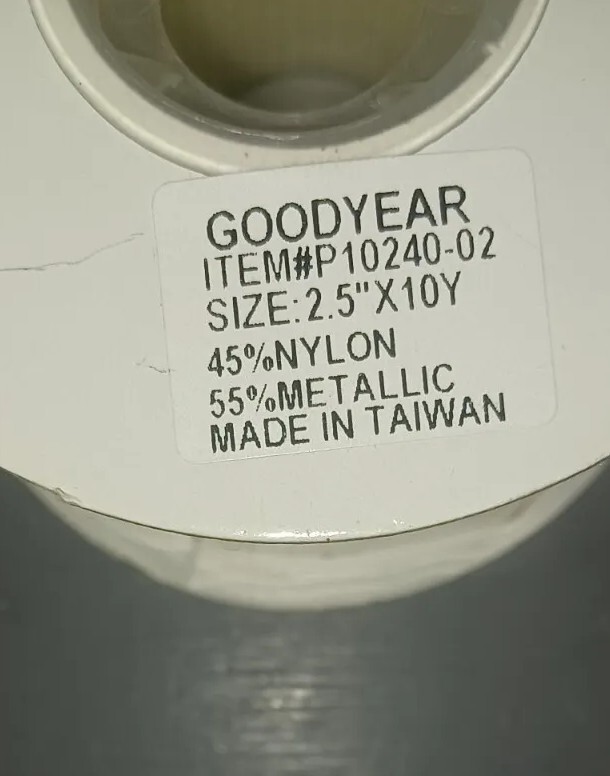 GOODYEAR
ITEM#P10240-02
SIZE:2.5"X10Y
45%NYLON
55%METALLIC
MADE IN TAIWAN